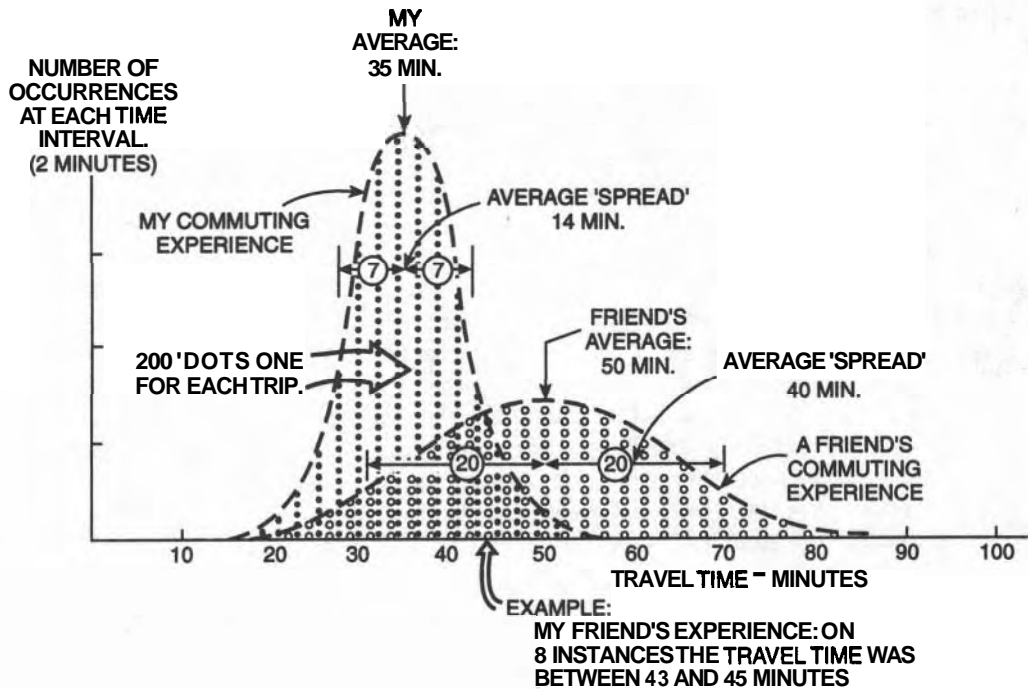 MY
AVERAGE:
35 MIN.
NUMBER OF
OCCURRENCES
AT EACH TIME
INTERVAL.
(2 MINUTES)
MY COMMUTING
EXPERIENCE
AVERAGE 'SPREAD'
14 MIN.
7 7
200 'DOTS ONE
FOR EACH TRIP.
FRIEND'S
AVERAGE:
50 MIN.
AVERAGE 'SPREAD'
40 MIN.
20 20
A FRIEND'S
COMMUTING
EXPERIENCE
10 20 30 40 50 60 70 80 90 100
TRAVEL TIME - MINUTES
EXAMPLE:
MY FRIEND'S EXPERIENCE: ON
8 INSTANCES THE TRAVEL TIME WAS
BETWEEN 43 AND 45 MINUTES